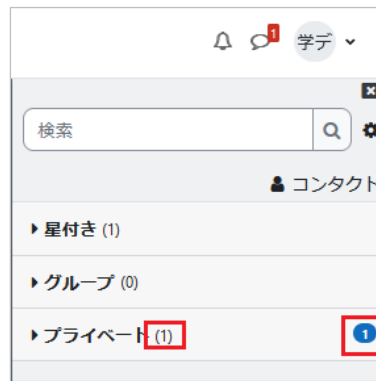 1 学デ
検索
コンタクト
星付き (1)
グループ (0)
プライベート (1) 1